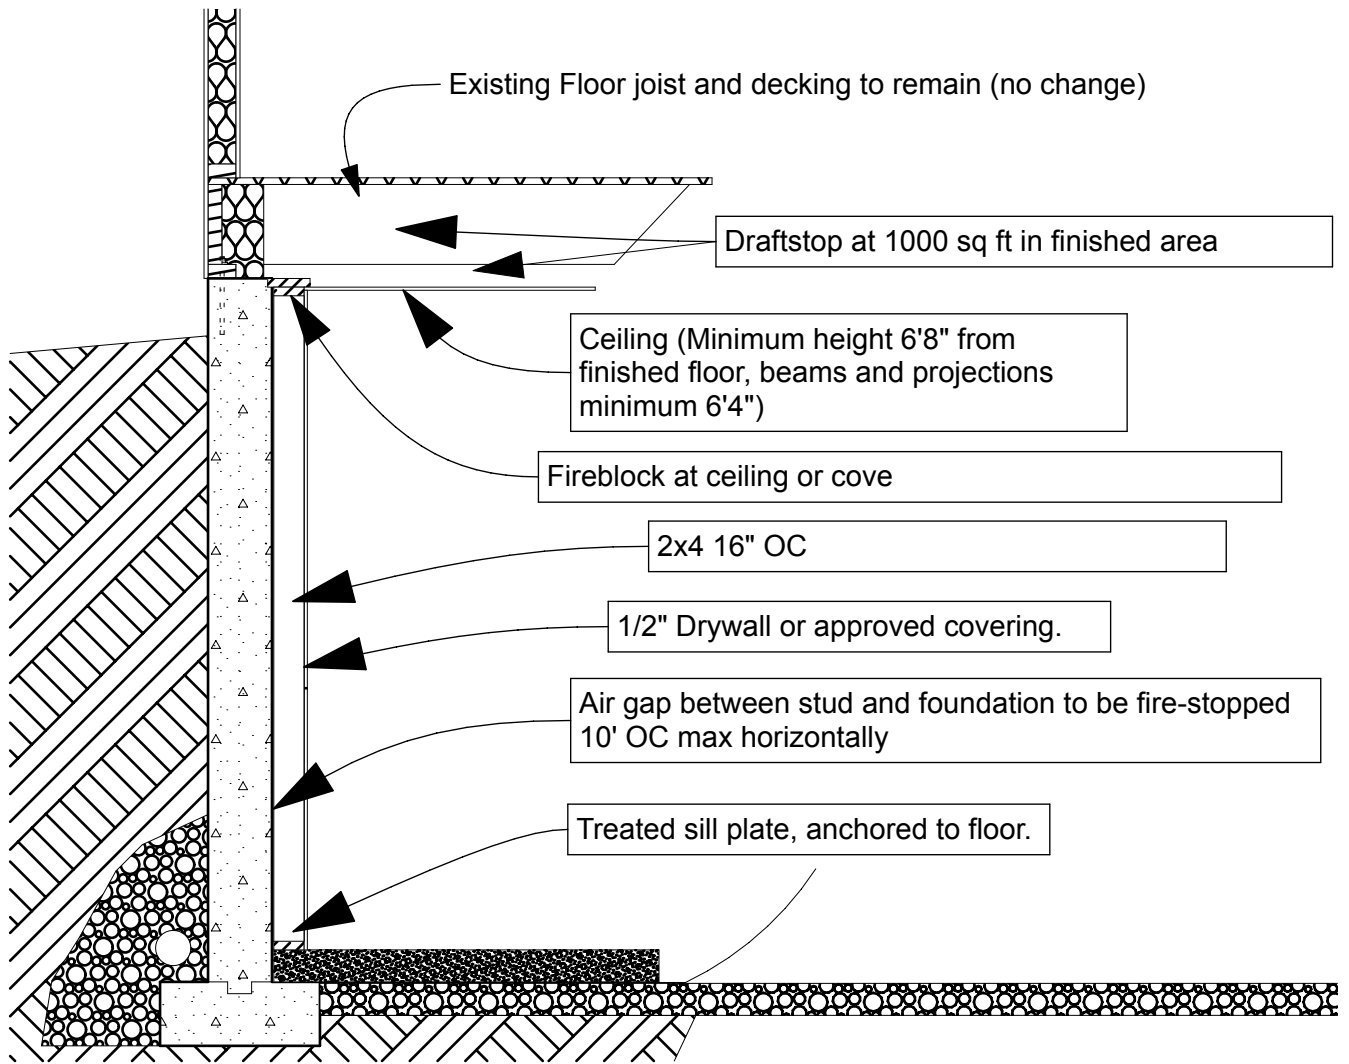 Existing Floor joist and decking to remain (no change)
Draftstop at 1000 sq ft in finished area
Ceiling (Minimum height 6'8" from
finished floor, beams and projections
minimum 6'4")
Fireblock at ceiling or cove
2x4 16" OC
1/2" Drywall or approved covering.
Air gap between stud and foundation to be fire-stopped
10' OC max horizontally
Treated sill plate, anchored to floor.